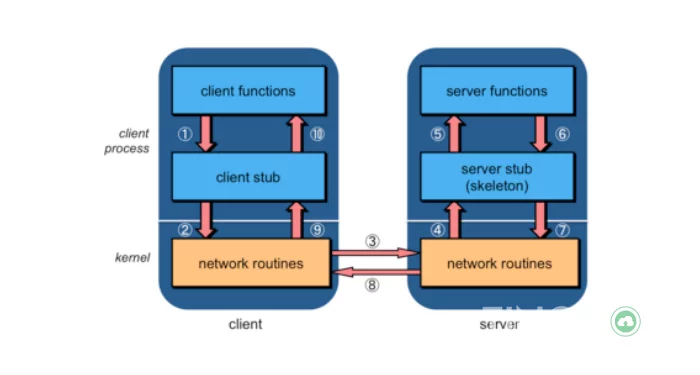 client functions
server functions
①
⑩
⑤
⑥
client
process
client stub
server stub
(skeleton)
②
⑨
④
⑦
③
kernel
network routines
network routines
⑧
client
server